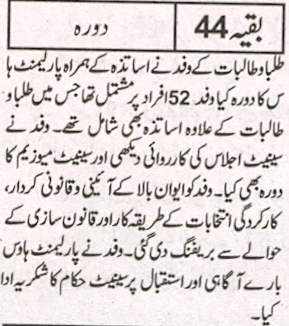 بقیہ 44 دورہ
طلبا و طالبات کے وفد نے اساتذہ کے ہمراہ پارلیمنٹ ہا
س کا دورہ کیا وفد 52 افراد پر مشتمل تھا جس میں طلبا و
طالبات کے علاوہ اساتذہ بھی شامل تھے۔ وفد نے
سینیٹ اجلاس کی کارروائی دیکھی اور سینیٹ میوزیم کا
دورہ بھی کیا۔ وفد کو ایوان بالا کے آئینی و قانونی کردار،
کارکردگی انتخابات کے طریقہ کار اور قانون سازی کے
حوالے سے بریفنگ دی گئی۔ وفد نے پارلیمنٹ ہاوس
بارے آگاہی اور استقبال پر سینیٹ حکام کا شکریہ ادا
کیا۔